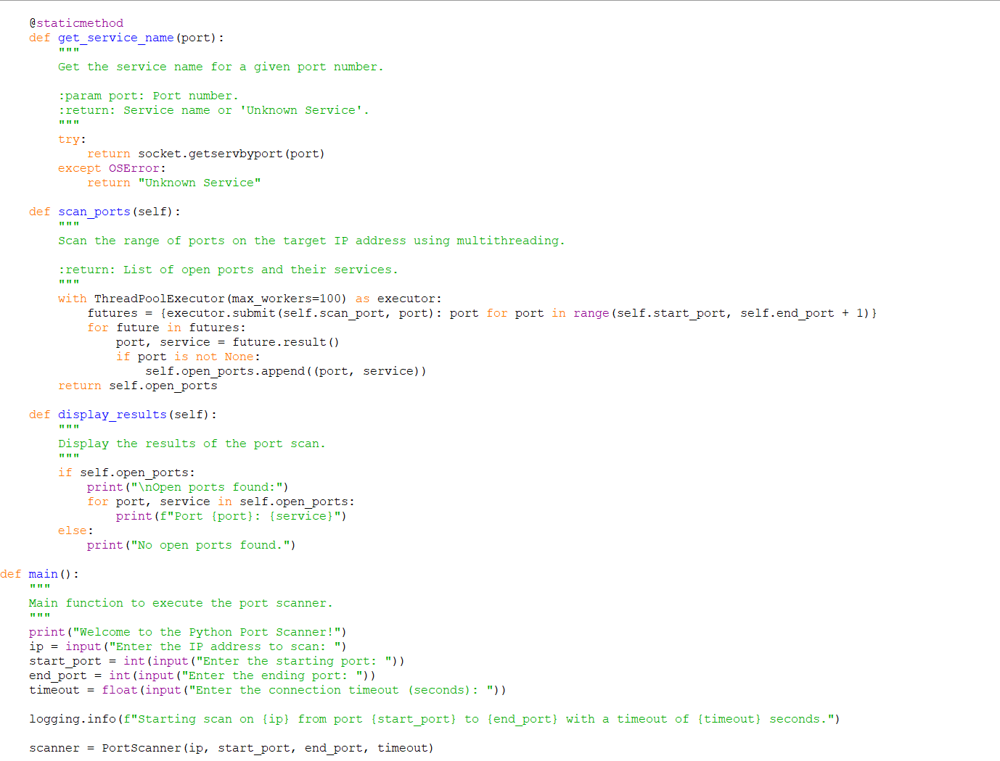 @staticmethod
    def get_service_name(port):
        """
        Get the service name for a given port number.

        :param port: Port number.
        :return: Service name or 'Unknown Service'.
        """
        try:
            return socket.getservbyport(port)
        except OSError:
            return "Unknown Service"

    def scan_ports(self):
        """
        Scan the range of ports on the target IP address using multithreading.

        :return: List of open ports and their services.
        """
        with ThreadPoolExecutor(max_workers=100) as executor:
            futures = {executor.submit(self.scan_port, port): port for port in range(self.start_port, self.end_port + 1)}
            for future in futures:
                port, service = future.result()
                if port is not None:
                    self.open_ports.append((port, service))
        return self.open_ports

    def display_results(self):
        """
        Display the results of the port scan.
        """
        if self.open_ports:
            print("\nOpen ports found:")
            for port, service in self.open_ports:
                print(f"Port {port}: {service}")
        else:
            print("No open ports found.")

def main():
    """
    Main function to execute the port scanner.
    """
    print("Welcome to the Python Port Scanner!")
    ip = input("Enter the IP address to scan: ")
    start_port = int(input("Enter the starting port: "))
    end_port = int(input("Enter the ending port: "))
    timeout = float(input("Enter the connection timeout (seconds): "))

    logging.info(f"Starting scan on {ip} from port {start_port} to {end_port} with a timeout of {timeout} seconds.")

    scanner = PortScanner(ip, start_port, end_port, timeout)